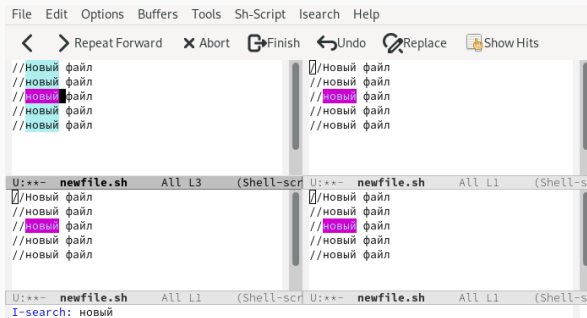 File Edit Options Buffers Tools Sh-Script Isearch Help
Repeat Forward Abort Finish Undo Replace Show Hits
//Новый файл
//новый файл
//новый файл
//новый файл
//новый файл
U:**- newfile.sh All L3 (Shell-scr
//Новый файл
//новый файл
//новый файл
//новый файл
//новый файл
U:**- newfile.sh All L1 (Shell-s
//Новый файл
//новый файл
//новый файл
//новый файл
//новый файл
U:**- newfile.sh All L1 (Shell-scr
//Новый файл
//новый файл
//новый файл
//новый файл
//новый файл
U:**- newfile.sh All L1 (Shell-s
I-search: новый